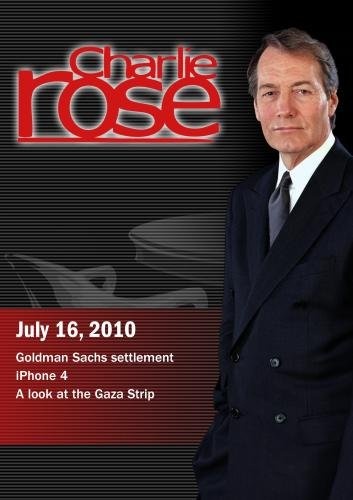 Charlie
rose
July 16, 2010
Goldman Sachs settlement
iPhone 4
A look at the Gaza Strip